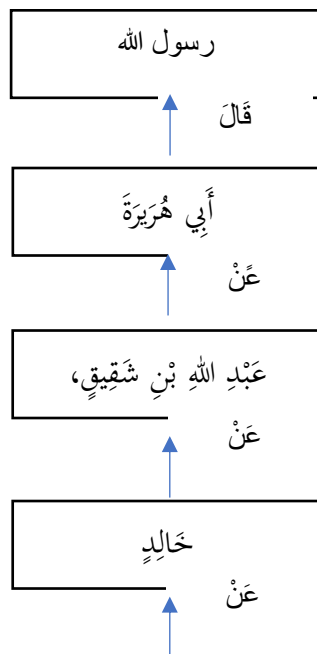 رسول الله
قَالَ
أَبِي هُرَيرَةَ
عًنْ
عَبْدِ اللهِ بْنِ شَقِيقٍ،
عَنْ
خَالِدٍ
عَنْ